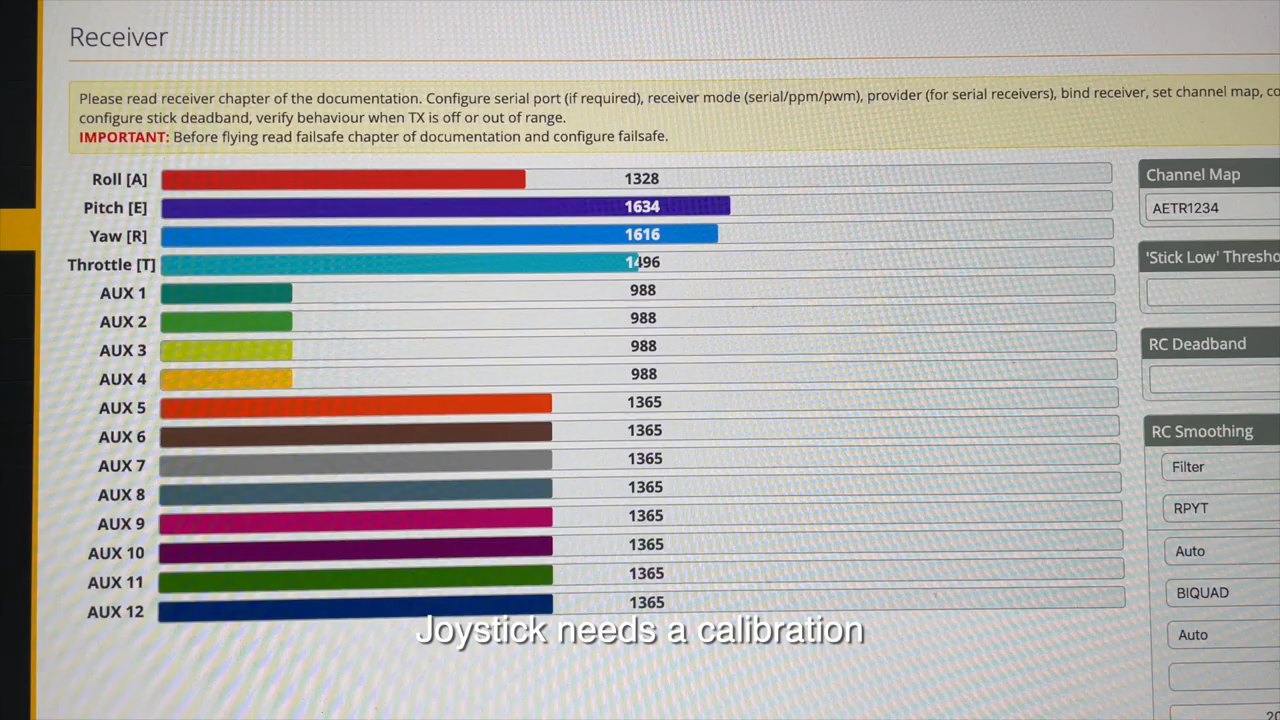 Receiver
Please read receiver chapter of the documentation. Configure serial port (if required), receiver mode (serial/ppm/pwm), provider (for serial receivers), bind receiver, set channel map, co
configure stick deadband, verify behaviour when TX is off or out of range.
IMPORTANT: Before flying read failsafe chapter of documentation and configure failsafe.
Roll [A] 1328
Pitch [E] 1634
Yaw [R] 1616
Throttle [T] 1496
AUX 1 988
AUX 2 988
AUX 3 988
AUX 4 988
AUX 5 1365
AUX 6 1365
AUX 7 1365
AUX 8 1365
AUX 9 1365
AUX 10 1365
AUX 11 1365
AUX 12 1365
Channel Map
AETR1234
'Stick Low' Thresho
RC Deadband
RC Smoothing
Filter
RPYT
Auto
BIQUAD
Auto
Joystick needs a calibration